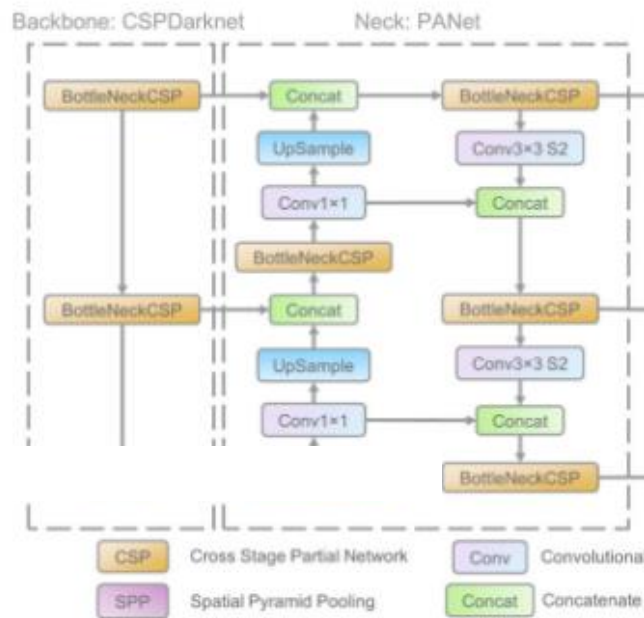 Backbone: CSPDarknet Neck: PANet
BottleNeckCSP Concat BottleNeckCSP
UpSample Conv3×3 S2
Conv1×1 Concat
BottleNeckCSP
BottleNeckCSP Concat BottleNeckCSP
UpSample Conv3×3 S2
Conv1×1 Concat
BottleNeckCSP
CSP Cross Stage Partial Network Conv Convolutional
SPP Spatial Pyramid Pooling Concat Concatenate